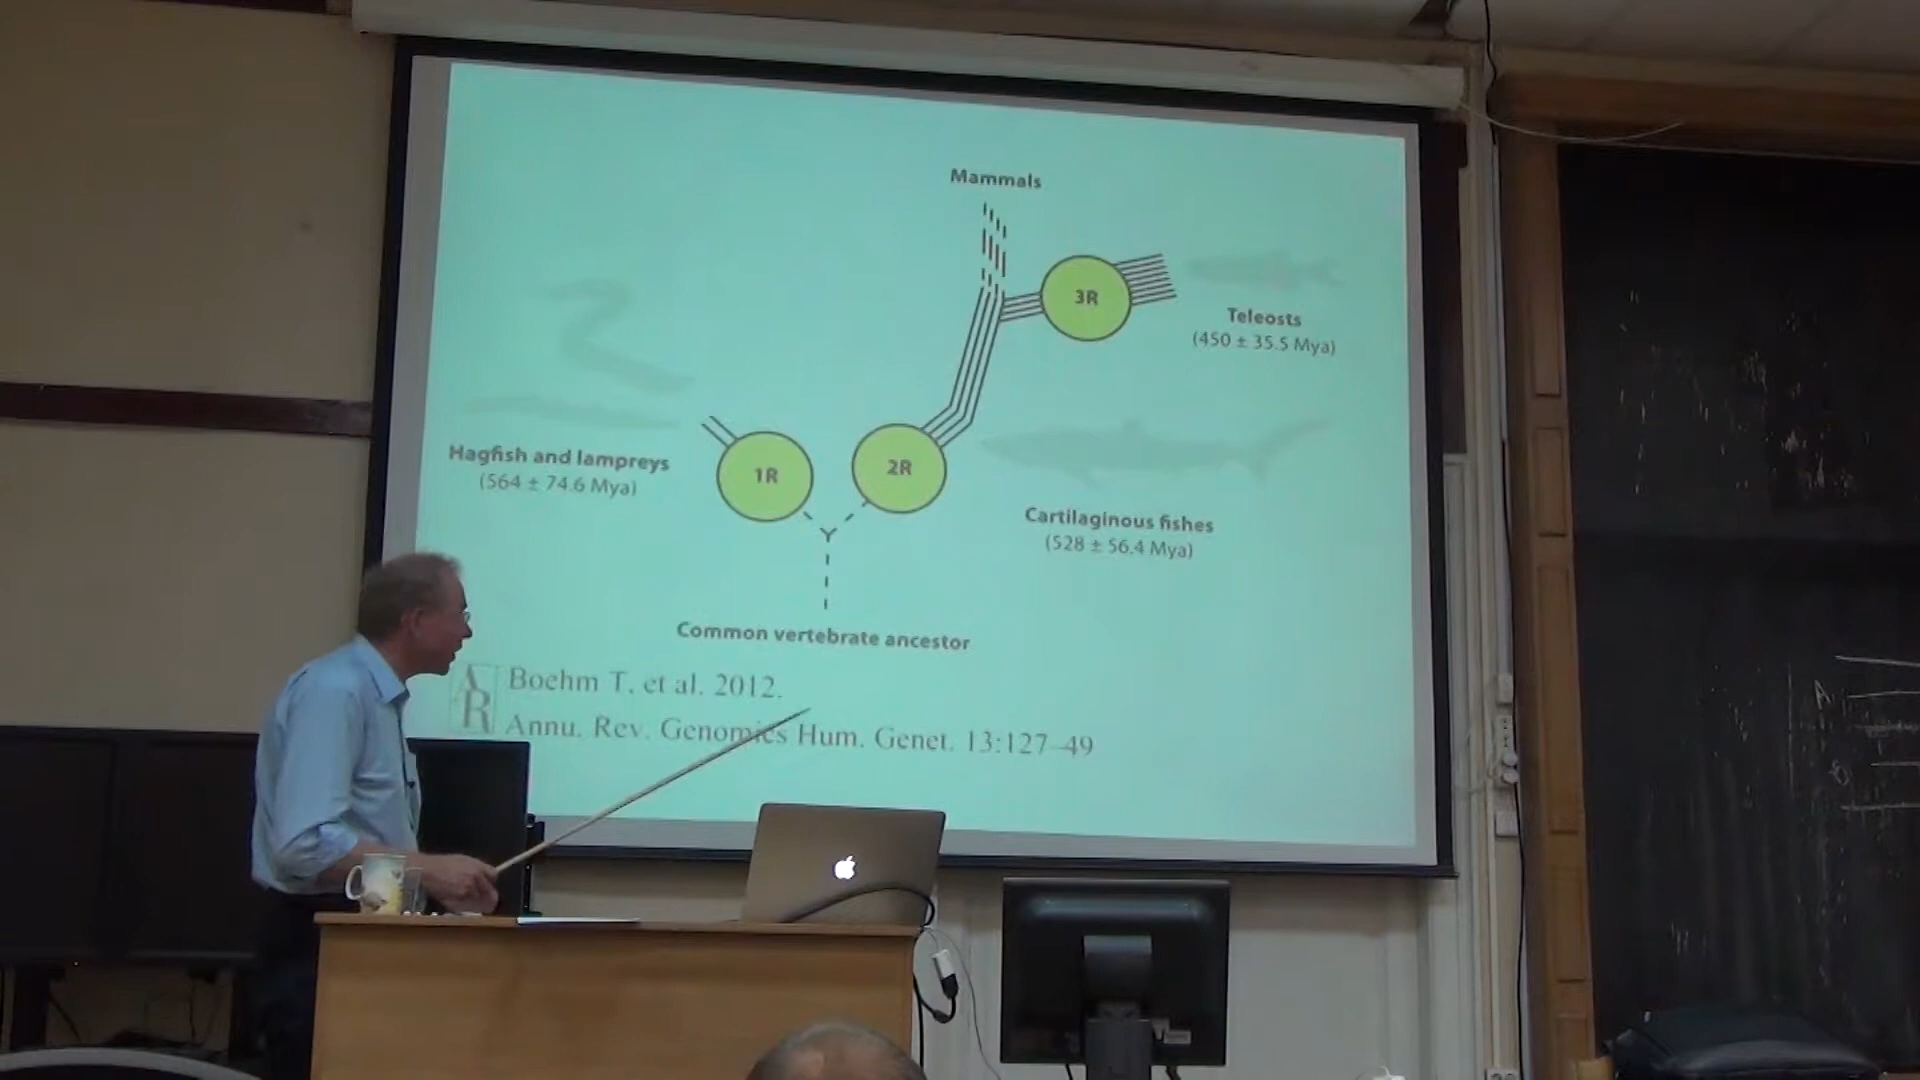 Mammals
3R
Teleosts
(450 ± 35.5 Mya)
1R
2R
Hagfish and lampreys
(564 ± 74.6 Mya)
Cartilaginous fishes
(528 ± 56.4 Mya)
Common vertebrate ancestor
AR
Boehm T, et al. 2012.
Annu. Rev. Genomics Hum. Genet. 13:127–49
A